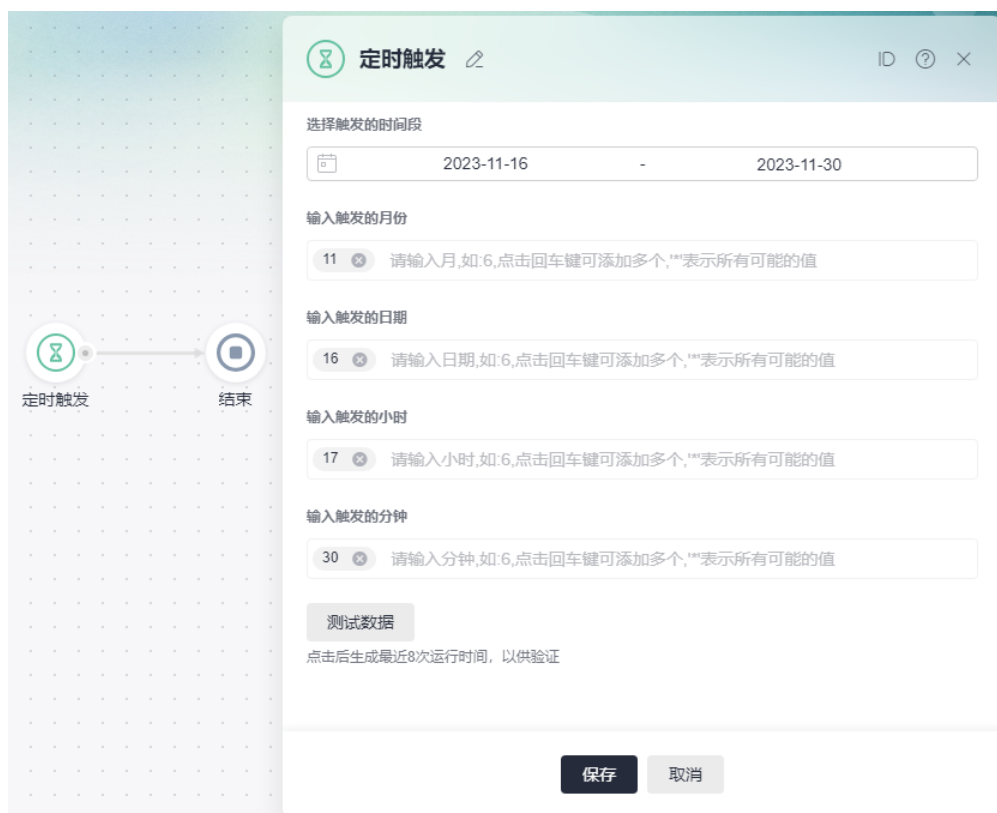 定时触发
ID
选择触发的时间段
2023-11-16 - 2023-11-30
输入触发的月份
11 请输入月,如:6,点击回车键可添加多个,'*'表示所有可能的值
输入触发的日期
16 请输入日期,如:6,点击回车键可添加多个,'*'表示所有可能的值
定时触发
结束
输入触发的小时
17 请输入小时,如:6,点击回车键可添加多个,'*'表示所有可能的值
输入触发的分钟
30 请输入分钟,如:6,点击回车键可添加多个,'*'表示所有可能的值
测试数据
点击后生成最近8次运行时间，以供验证
保存
取消